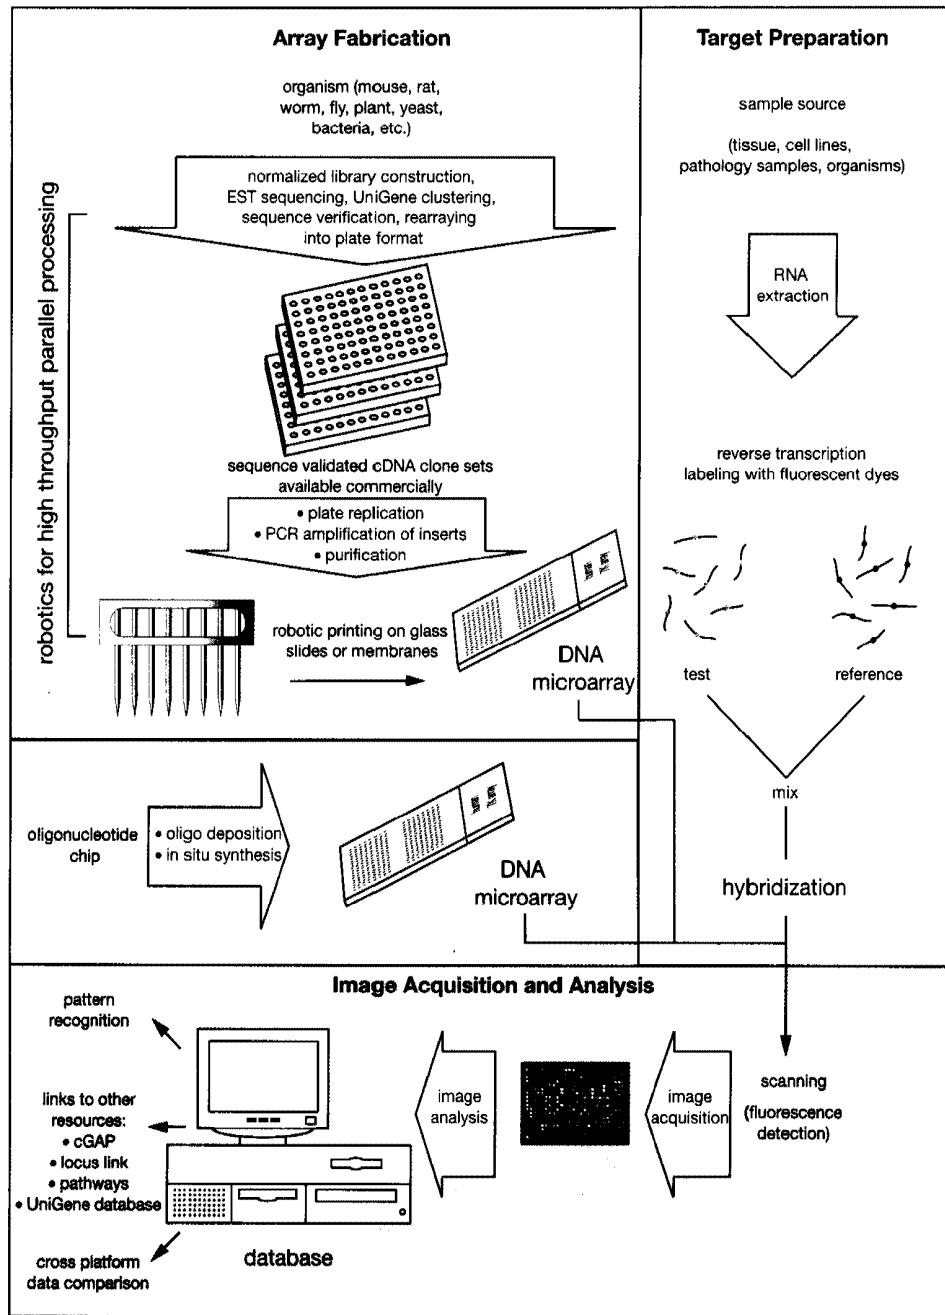 Array Fabrication
organism (mouse, rat,
worm, fly, plant, yeast,
bacteria, etc.)
normalized library construction,
EST sequencing, UniGene clustering,
sequence verification, rearraying
into plate format
robotics for high throughput parallel processing
sequence validated cDNA clone sets
available commercially
• plate replication
• PCR amplification of inserts
• purification
robotic printing on glass
slides or membranes
DNA
microarray
Target Preparation
sample source
(tissue, cell lines,
pathology samples, organisms)
RNA
extraction
reverse transcription
labeling with fluorescent dyes
test
reference
mix
hybridization
oligonucleotide
chip
• oligo deposition
• in situ synthesis
DNA
microarray
Image Acquisition and Analysis
scanning
(fluorescence
detection)
image
acquisition
image
analysis
pattern
recognition
links to other
resources:
• cGAP
• locus link
• pathways
• UniGene database
cross platform
data comparison
database